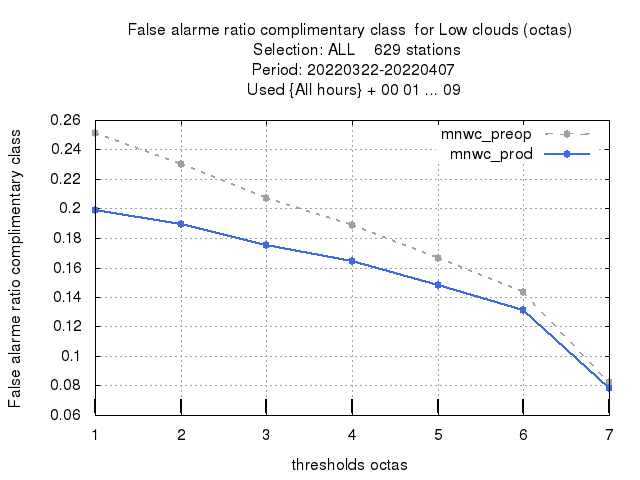 False alarme ratio complimentary class  for Low clouds (octas)
Selection: ALL    629 stations
Period: 20220322-20220407
Used {All hours} + 00 01 ... 09
mnwc_preop
mnwc_prod
False alarme ratio complimentary class
0.26
0.24
0.22
0.2
0.18
0.16
0.14
0.12
0.1
0.08
0.06
1 2 3 4 5 6 7
thresholds octas